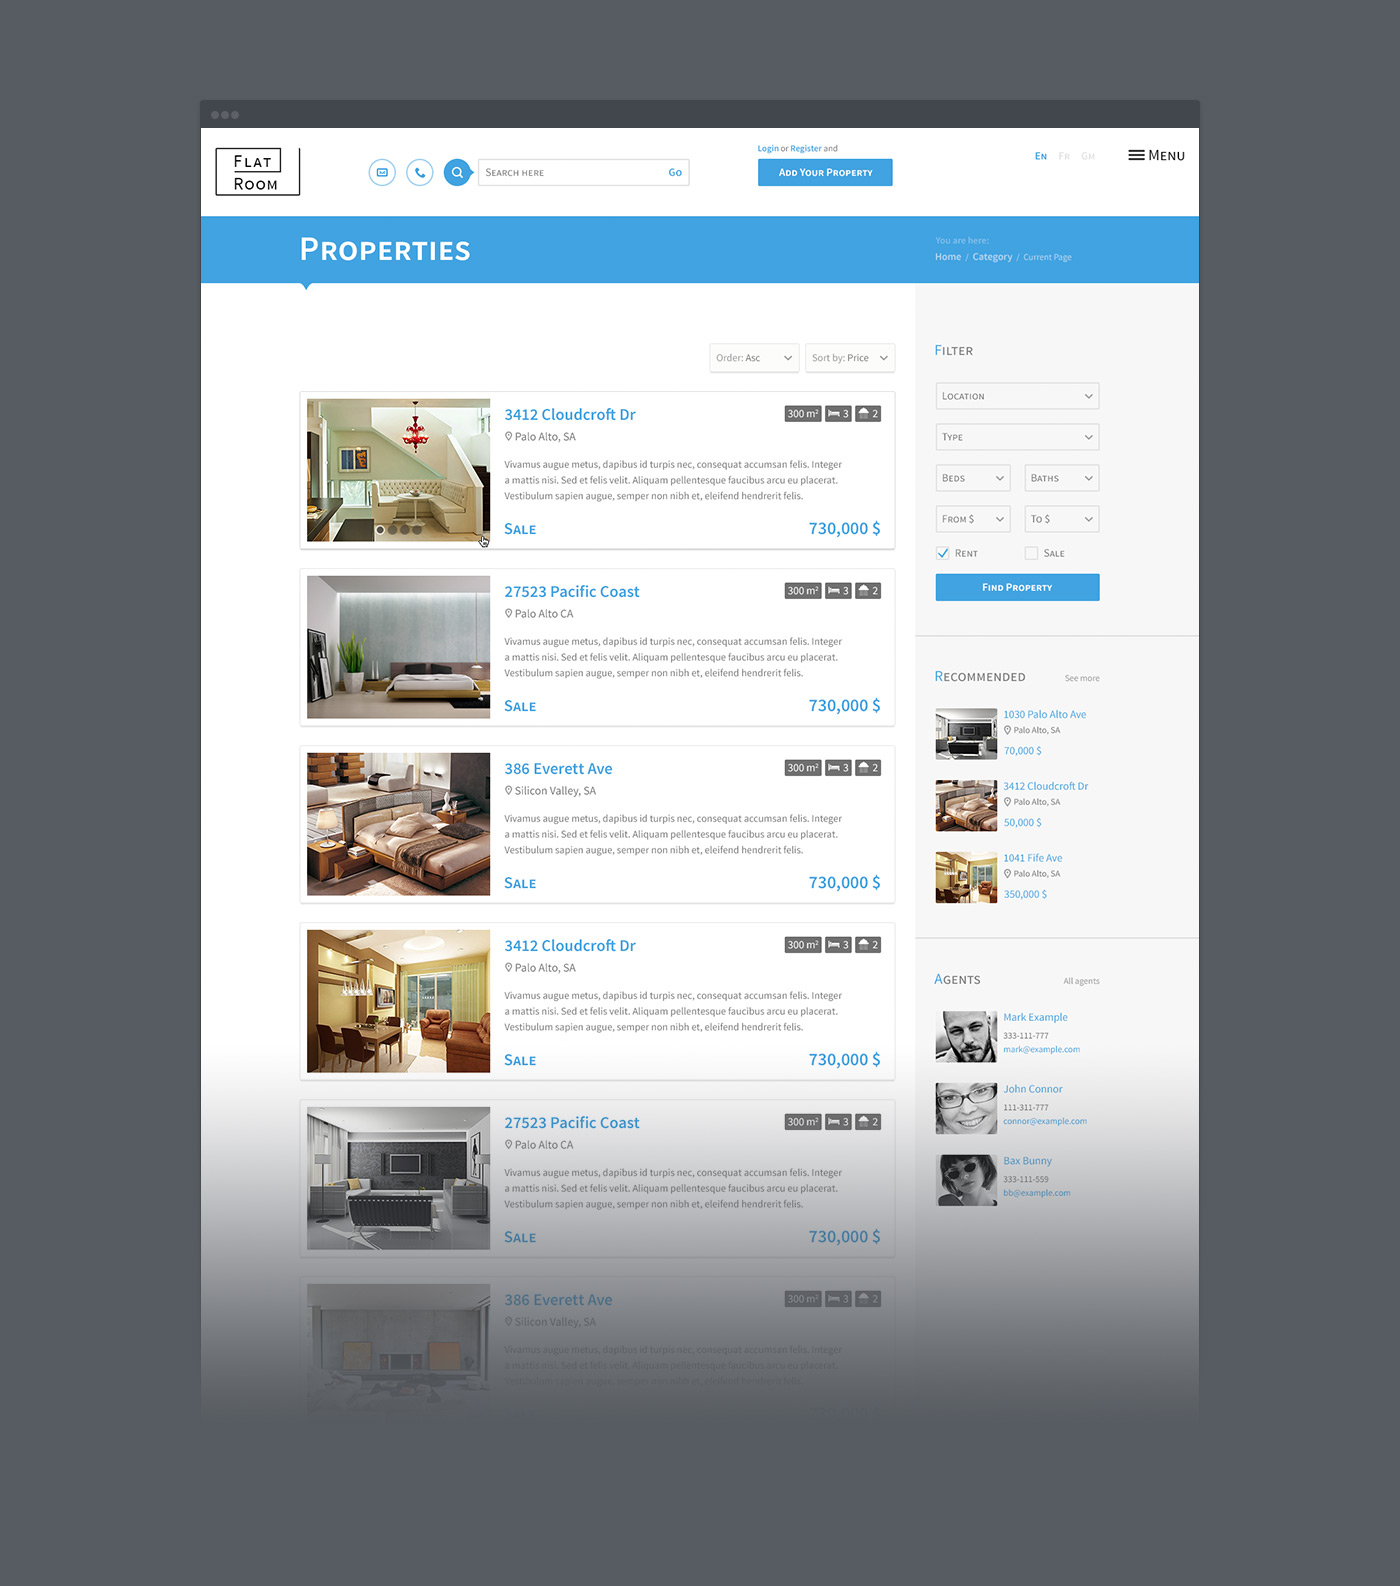 Flat
Room
Search here
Go
Login or Register and
Add Your Property
En Fr Gm
Menu
Properties
You are here:
Home / Category / Current Page
Order: Asc
Sort by: Price
3412 Cloudcroft Dr
300 m² 3 2
Palo Alto, SA
Vivamus augue metus, dapibus id turpis nec, consequat accumsan felis. Integer
a mattis nisi. Sed et felis velit. Aliquam pellentesque faucibus arcu eu placerat.
Vestibulum sapien augue, semper non nibh et, eleifend hendrerit felis.
Sale
730,000 $
27523 Pacific Coast
300 m² 3 2
Palo Alto CA
Vivamus augue metus, dapibus id turpis nec, consequat accumsan felis. Integer
a mattis nisi. Sed et felis velit. Aliquam pellentesque faucibus arcu eu placerat.
Vestibulum sapien augue, semper non nibh et, eleifend hendrerit felis.
Sale
730,000 $
386 Everett Ave
300 m² 3 2
Silicon Valley, SA
Vivamus augue metus, dapibus id turpis nec, consequat accumsan felis. Integer
a mattis nisi. Sed et felis velit. Aliquam pellentesque faucibus arcu eu placerat.
Vestibulum sapien augue, semper non nibh et, eleifend hendrerit felis.
Sale
730,000 $
3412 Cloudcroft Dr
300 m² 3 2
Palo Alto, SA
Vivamus augue metus, dapibus id turpis nec, consequat accumsan felis. Integer
a mattis nisi. Sed et felis velit. Aliquam pellentesque faucibus arcu eu placerat.
Vestibulum sapien augue, semper non nibh et, eleifend hendrerit felis.
Sale
730,000 $
27523 Pacific Coast
300 m² 3 2
Palo Alto CA
Vivamus augue metus, dapibus id turpis nec, consequat accumsan felis. Integer
a mattis nisi. Sed et felis velit. Aliquam pellentesque faucibus arcu eu placerat.
Vestibulum sapien augue, semper non nibh et, eleifend hendrerit felis.
Sale
730,000 $
386 Everett Ave
300 m² 3 2
Silicon Valley, SA
Vivamus augue metus, dapibus id turpis nec, consequat accumsan felis. Integer
a mattis nisi. Sed et felis velit. Aliquam pellentesque faucibus arcu eu placerat.
Vestibulum sapien augue, semper non nibh et, eleifend hendrerit felis.
Filter
Location
Type
Beds
Baths
From $
To $
Rent
Sale
Find Property
Recommended
See more
1030 Palo Alto Ave
Palo Alto, SA
70,000 $
3412 Cloudcroft Dr
Palo Alto, SA
50,000 $
1041 Fife Ave
Palo Alto, SA
350,000 $
Agents
All agents
Mark Example
333-111-777
mark@example.com
John Connor
111-311-777
connor@example.com
Bax Bunny
333-111-559
bb@example.com